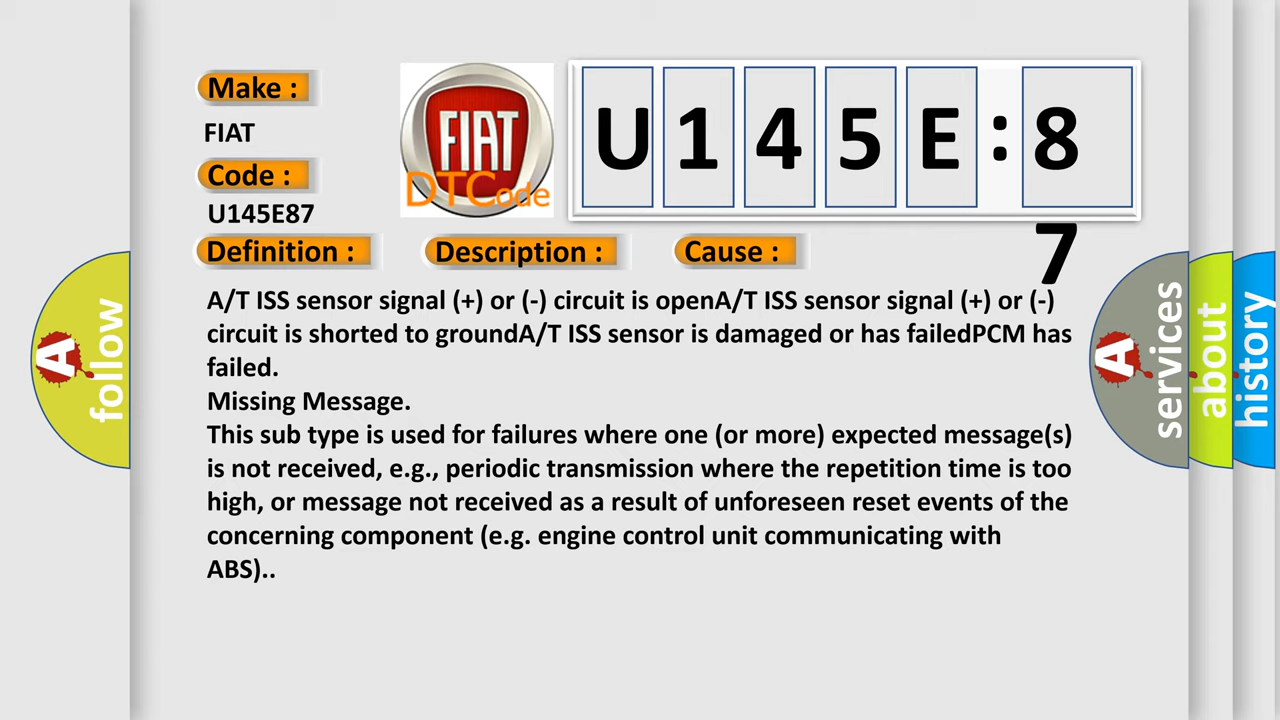 Make :
FIAT
Code :
U145E87
FIAT
DTCode
U145E:8
7
Definition :
Description :
Cause :
A/T ISS sensor signal (+) or (-) circuit is openA/T ISS sensor signal (+) or (-)
circuit is shorted to groundA/T ISS sensor is damaged or has failedPCM has
failed.
Missing Message.
This sub type is used for failures where one (or more) expected message(s)
is not received, e.g., periodic transmission where the repetition time is too
high, or message not received as a result of unforeseen reset events of the
concerning component (e.g. engine control unit communicating with
ABS)..
A follow
A services
about
history